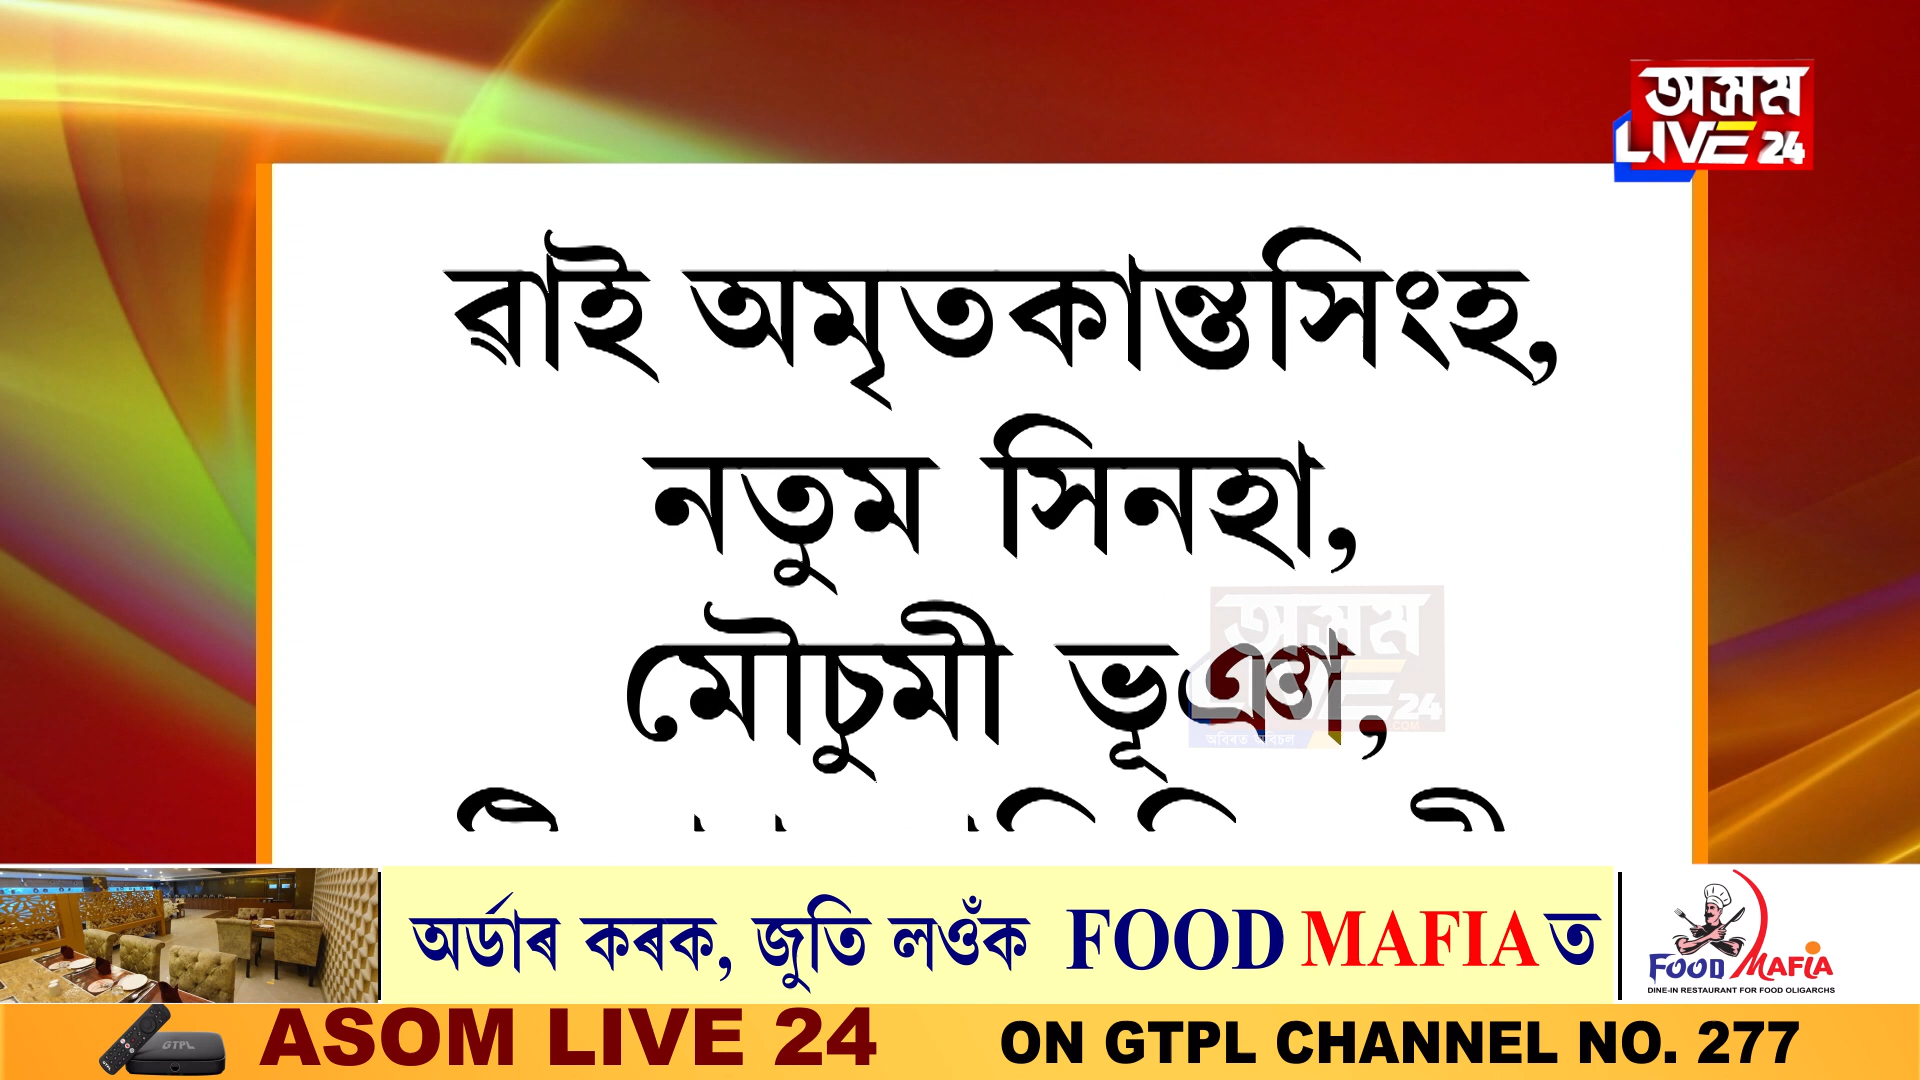 অসম
LIVE 24
ৱাই অমৃতকান্তসিংহ,
নতুম সিনহা,
মৌচুমী ভূঞা,
অৰ্ডাৰ কৰক, জুতি লওঁক FOOD MAFIA ত
FOOD MAFIA
DINE-IN RESTAURANT FOR FOOD OLIGARCHS
GTPL
ASOM LIVE 24
ON GTPL CHANNEL NO. 277